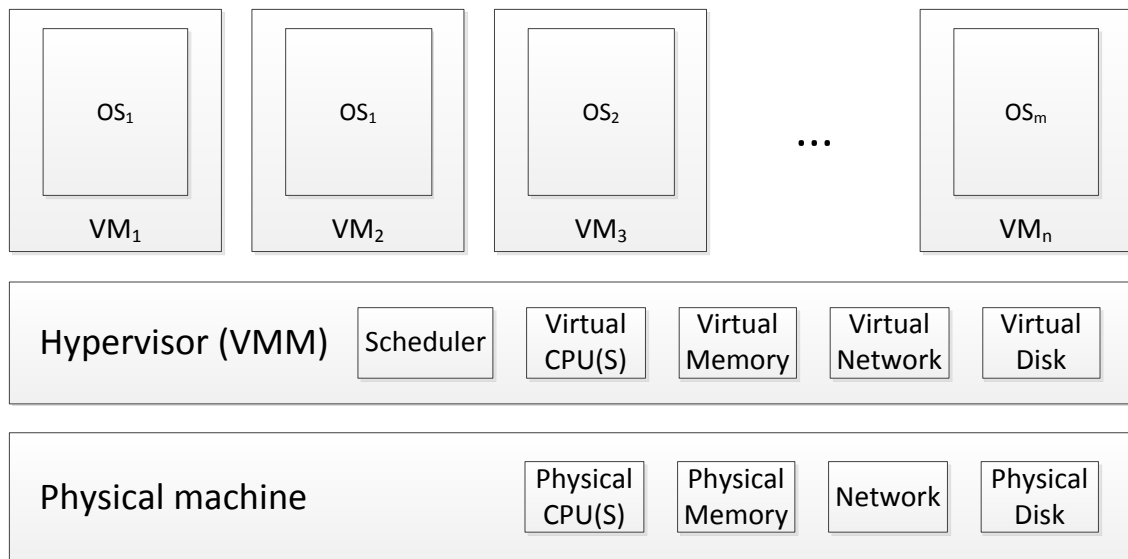 OS₁
OS₁
OS₂
...
OSₘ
VM₁
VM₂
VM₃
VMₙ
Hypervisor (VMM)
Scheduler
Virtual
CPU(S)
Virtual
Memory
Virtual
Network
Virtual
Disk
Physical machine
Physical
CPU(S)
Physical
Memory
Network
Physical
Disk